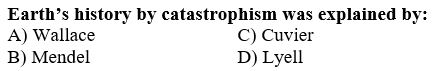 Earth’s history by catastrophism was explained by:
A) Wallace C) Cuvier
B) Mendel D) Lyell